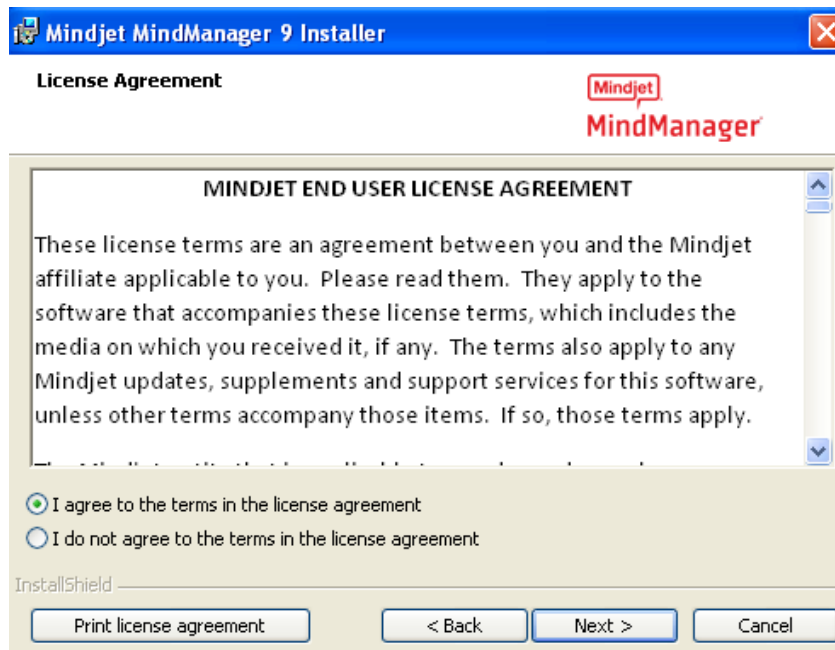 Mindjet MindManager 9 Installer
License Agreement
Mindjet
MindManager
MINDJET END USER LICENSE AGREEMENT
These license terms are an agreement between you and the Mindjet
affiliate applicable to you.  Please read them.  They apply to the
software that accompanies these license terms, which includes the
media on which you received it, if any.  The terms also apply to any
Mindjet updates, supplements and support services for this software,
unless other terms accompany those items.  If so, those terms apply.
I agree to the terms in the license agreement
I do not agree to the terms in the license agreement
InstallShield
Print license agreement
< Back
Next >
Cancel